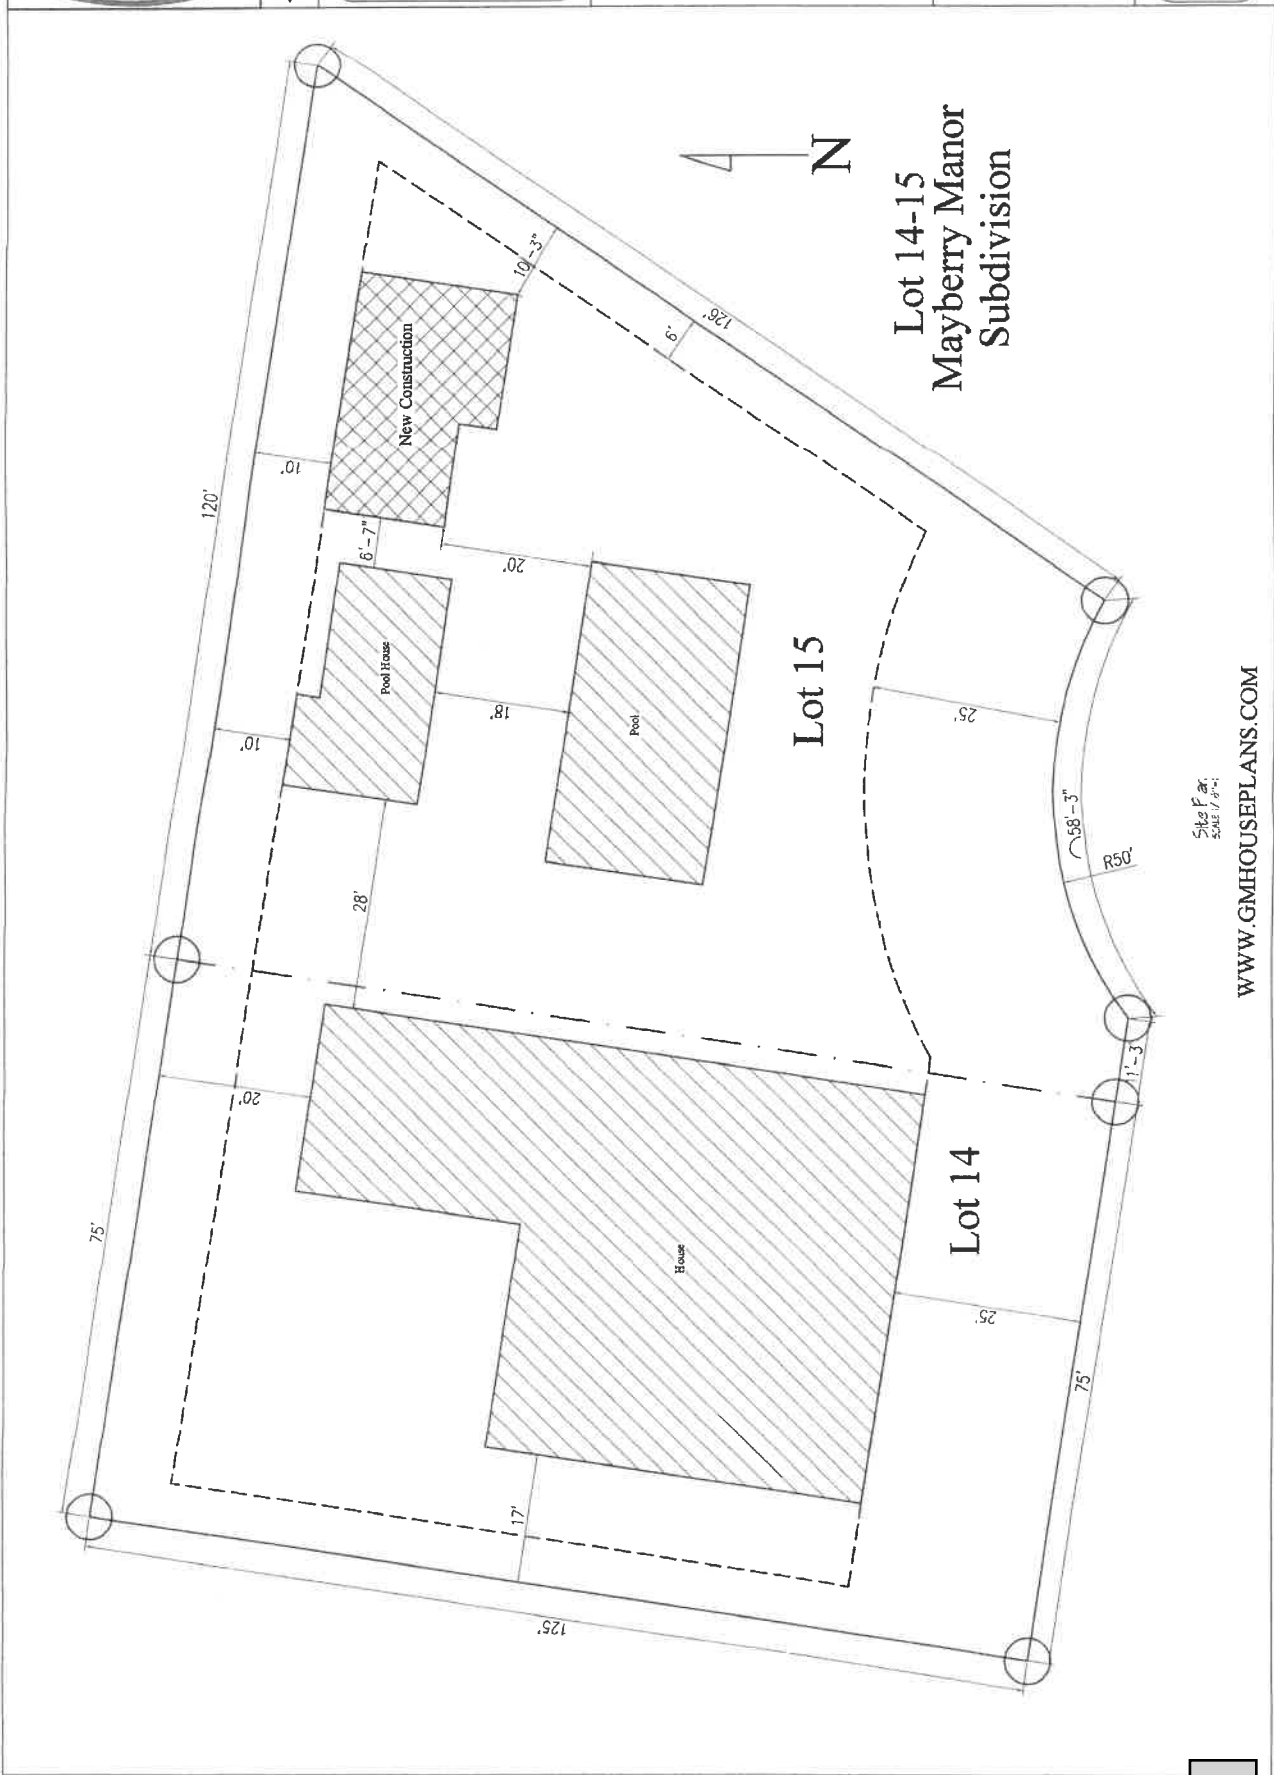 120'
75'
10'
10'
20'
New Construction
10'-3"
6'
126'
6'-7"
20'
Pool House
18'
Pool
28'
N
Lot 14-15
Mayberry Manor
Subdivision
Lot 15
25'
58'-3"
R50'
House
17'
125'
Lot 14
25'
75'
1'-3
WWW.GMHOUSEPLANS.COM